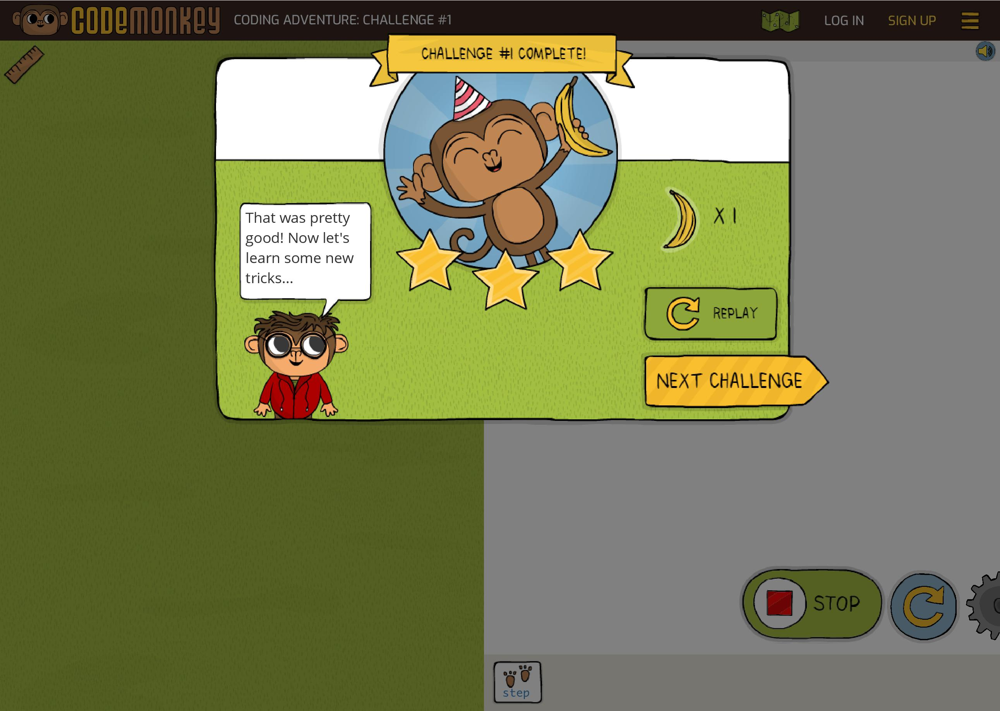 CODEMONKEY
CODING ADVENTURE: CHALLENGE #1
LOG IN
SIGN UP
CHALLENGE #1 COMPLETE!
That was pretty
good! Now let's
learn some new
tricks...
X 1
REPLAY
NEXT CHALLENGE
STOP
step